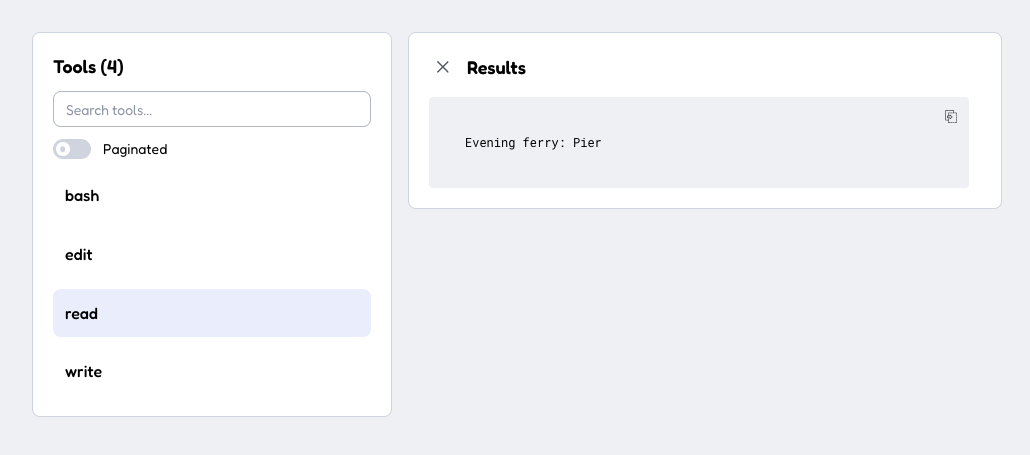 Tools (4)
Search tools...
Paginated
bash
edit
read
write
Results
Evening ferry: Pier